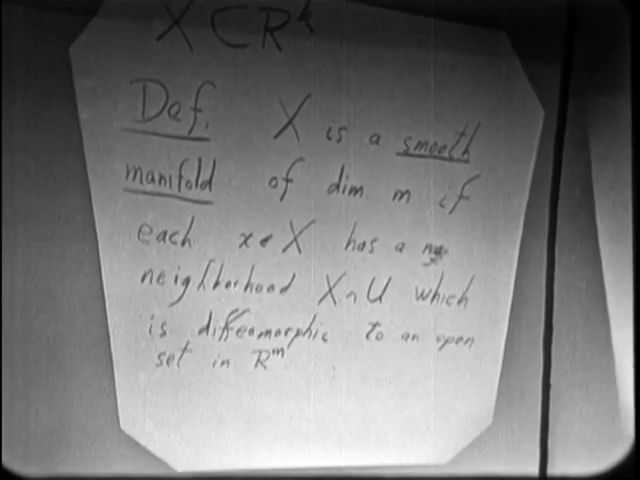 X ⊂ R^k
Def. X is a smooth
manifold of dim. m if
each x ∈ X has a
neighborhood X ∩ U which
is diffeomorphic to an open
set in R^m